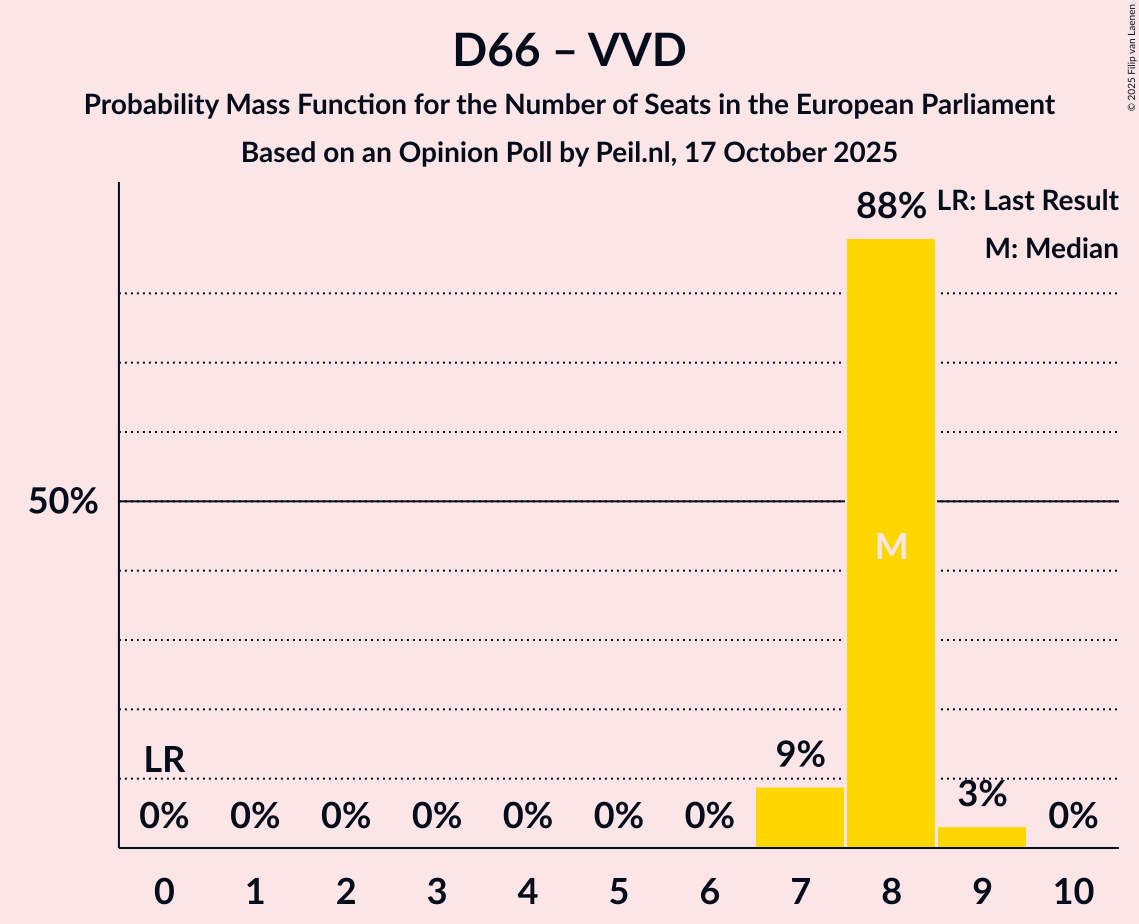 D66 – VVD
Probability Mass Function for the Number of Seats in the European Parliament
Based on an Opinion Poll by Peil.nl, 17 October 2025
© 2025 Filip van Laenen
88%
LR: Last Result
M: Median
50%
M
LR
9%
3%
0% 0% 0% 0% 0% 0% 0% 0%
0 1 2 3 4 5 6 7 8 9 10